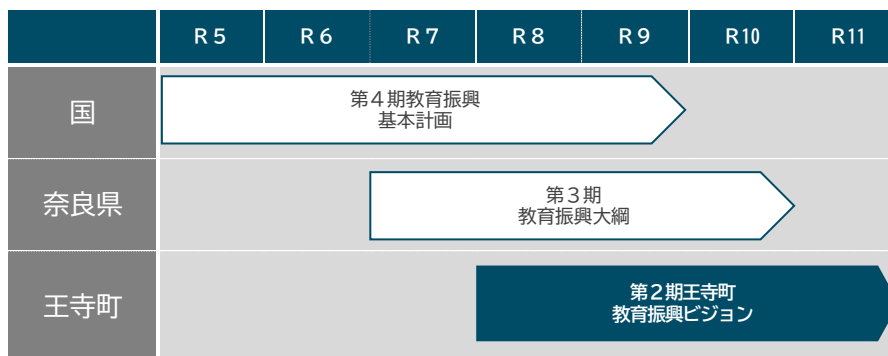 R5 R6 R7 R8 R9 R10 R11
国
第4期教育振興
基本計画
奈良県
第3期
教育振興大綱
王寺町
第2期王寺町
教育振興ビジョン